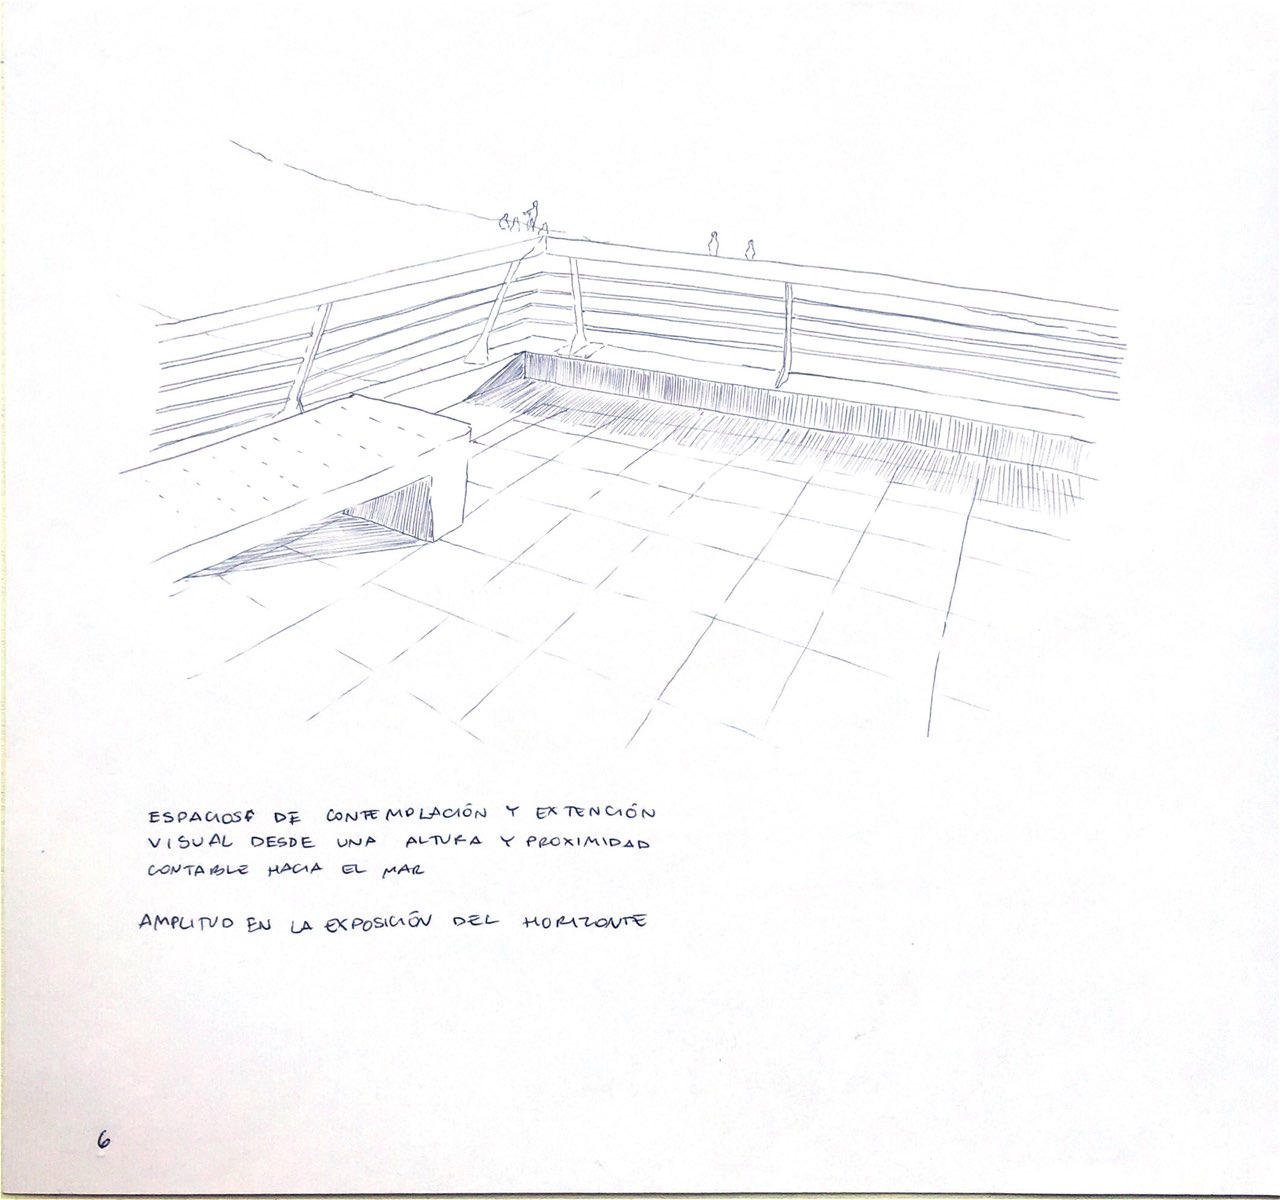 ESPACIOS DE CONTEMPLACIÓN Y EXTENCIÓN
VISUAL DESDE UNA ALTURA Y PROXIMIDAD
CONTABLE HACIA EL MAR
AMPLITUD EN LA EXPOSICIÓN DEL HORIZONTE
6